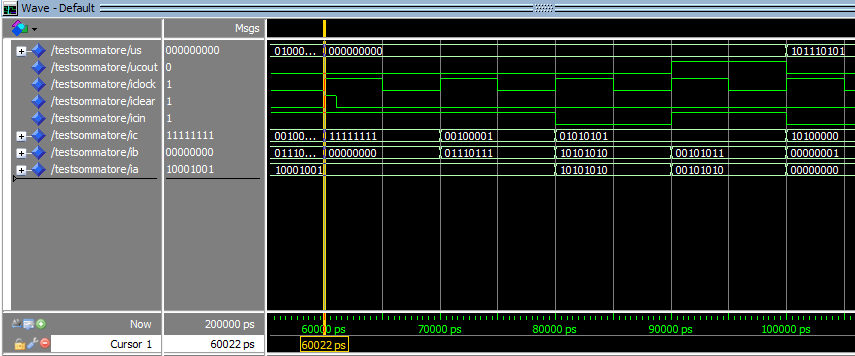 Wave - Default
Msgs
/testsommatore/us 000000000 01000... 000000000 101110101
/testsommatore/ucout 0
/testsommatore/iclock 1
/testsommatore/iclear 1
/testsommatore/icin 1
/testsommatore/ic 11111111 00100... 11111111 00100001 01010101 10100000
/testsommatore/ib 00000000 01110... 00000000 01110111 10101010 00101011 00000001
/testsommatore/ia 10001001 10001001 10101010 00101010 00000000
Now 200000 ps 60000 ps 70000 ps 80000 ps 90000 ps 100000 ps
Cursor 1 60022 ps 60022 ps